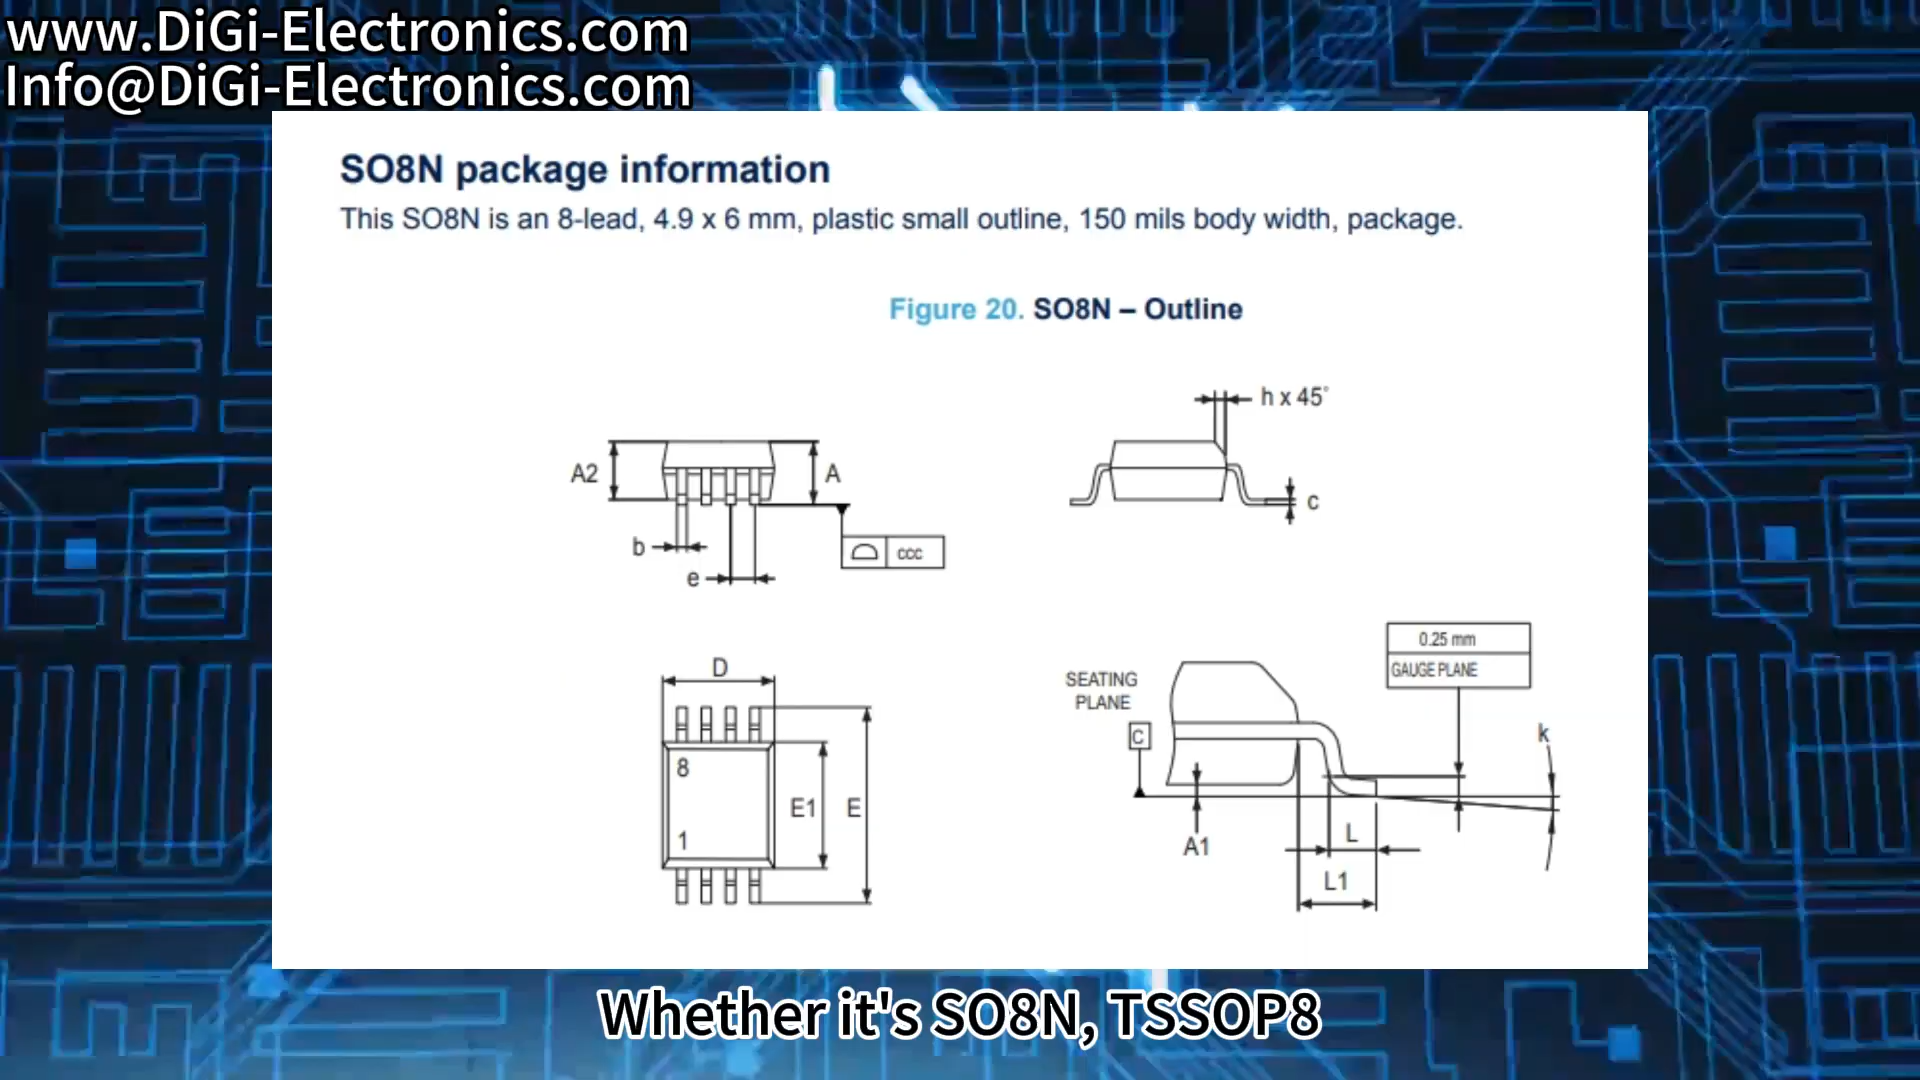 www.DiGi-Electronics.com
Info@DiGi-Electronics.com
SO8N package information
This SO8N is an 8-lead, 4.9 x 6 mm, plastic small outline, 150 mils body width, package.
Figure 20. SO8N – Outline
h x 45˚
A2
A
c
b
ccc
e
D
0.25 mm
GAUGE PLANE
SEATING
PLANE
C
k
8
E1
E
1
A1
L
L1
Whether it's SO8N, TSSOP8